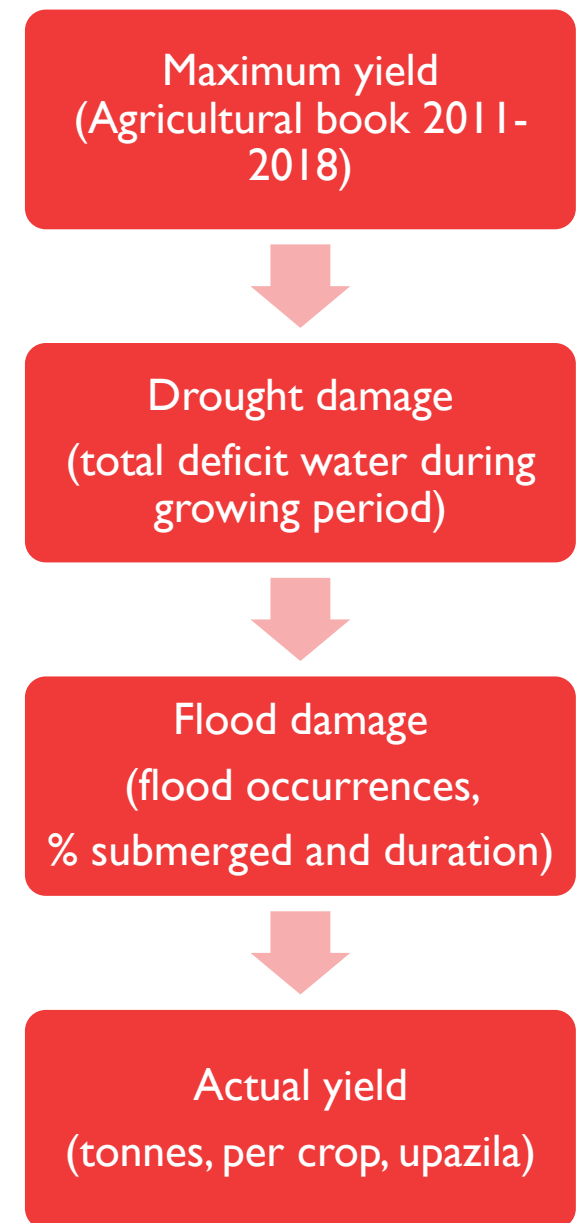 Maximum yield
(Agricultural book 2011-
2018)
Drought damage
(total deficit water during
growing period)
Flood damage
(flood occurrences,
% submerged and duration)
Actual yield
(tonnes, per crop, upazila)